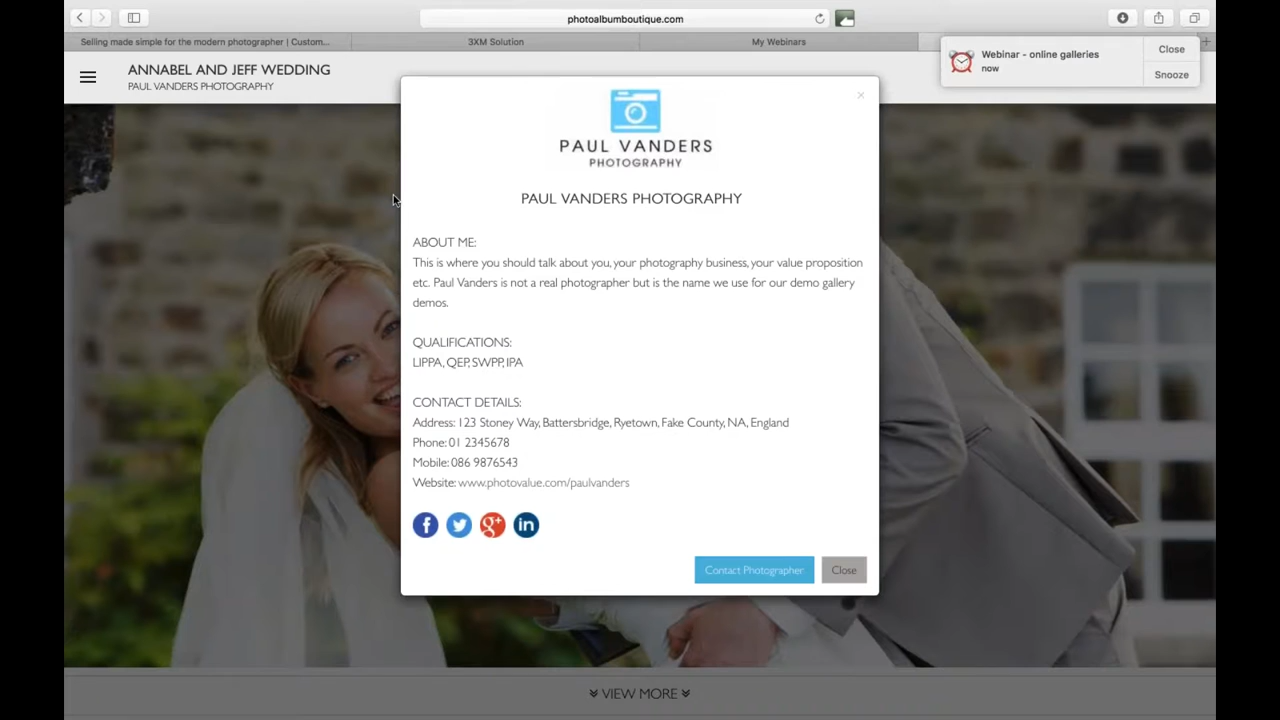 photoalbumboutique.com
Selling made simple for the modern photographer | Custom...
3XM Solution
My Webinars
Webinar - online galleries
now
Close
Snooze
ANNABEL AND JEFF WEDDING
PAUL VANDERS PHOTOGRAPHY
×
PAUL VANDERS
PHOTOGRAPHY
PAUL VANDERS PHOTOGRAPHY
ABOUT ME:
This is where you should talk about you, your photography business, your value proposition
etc. Paul Vanders is not a real photographer but is the name we use for our demo gallery
demos.
QUALIFICATIONS:
LIPPA, QEP, SWPP, IPA
CONTACT DETAILS:
Address: 123 Stoney Way, Battersbridge, Ryetown, Fake County, NA, England
Phone: 01 2345678
Mobile: 086 9876543
Website: www.photovalue.com/paulvanders
f
g+
in
Contact Photographer
Close
VIEW MORE